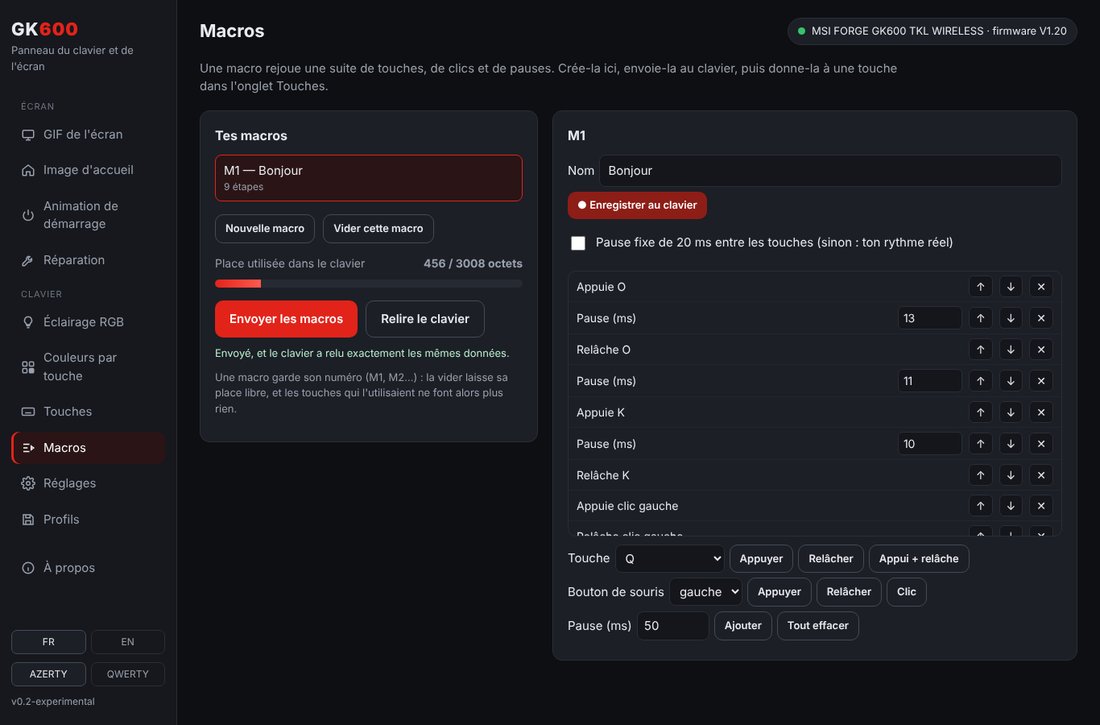 GK600
Panneau du clavier et de
l'écran
ÉCRAN
GIF de l'écran
Image d'accueil
Animation de
démarrage
Réparation
CLAVIER
Éclairage RGB
Couleurs par
touche
Touches
Macros
Réglages
Profils
À propos
FR
EN
AZERTY
QWERTY
v0.2-experimental
Macros
MSI FORGE GK600 TKL WIRELESS · firmware V1.20
Une macro rejoue une suite de touches, de clics et de pauses. Crée-la ici, envoie-la au clavier, puis donne-la à une touche
dans l'onglet Touches.
Tes macros
M1 — Bonjour
9 étapes
Nouvelle macro
Vider cette macro
Place utilisée dans le clavier
456 / 3008 octets
Envoyer les macros
Relire le clavier
Envoyé, et le clavier a relu exactement les mêmes données.
Une macro garde son numéro (M1, M2...) : la vider laisse sa
place libre, et les touches qui l'utilisaient ne font alors plus
rien.
M1
Nom Bonjour
Enregistrer au clavier
Pause fixe de 20 ms entre les touches (sinon : ton rythme réel)
Appuie O
Pause (ms) 13
Relâche O
Pause (ms) 11
Appuie K
Pause (ms) 10
Relâche K
Appuie clic gauche
Relâche clic gauche
Touche Q Appuyer Relâcher Appui + relâche
Bouton de souris gauche Appuyer Relâcher Clic
Pause (ms) 50 Ajouter Tout effacer